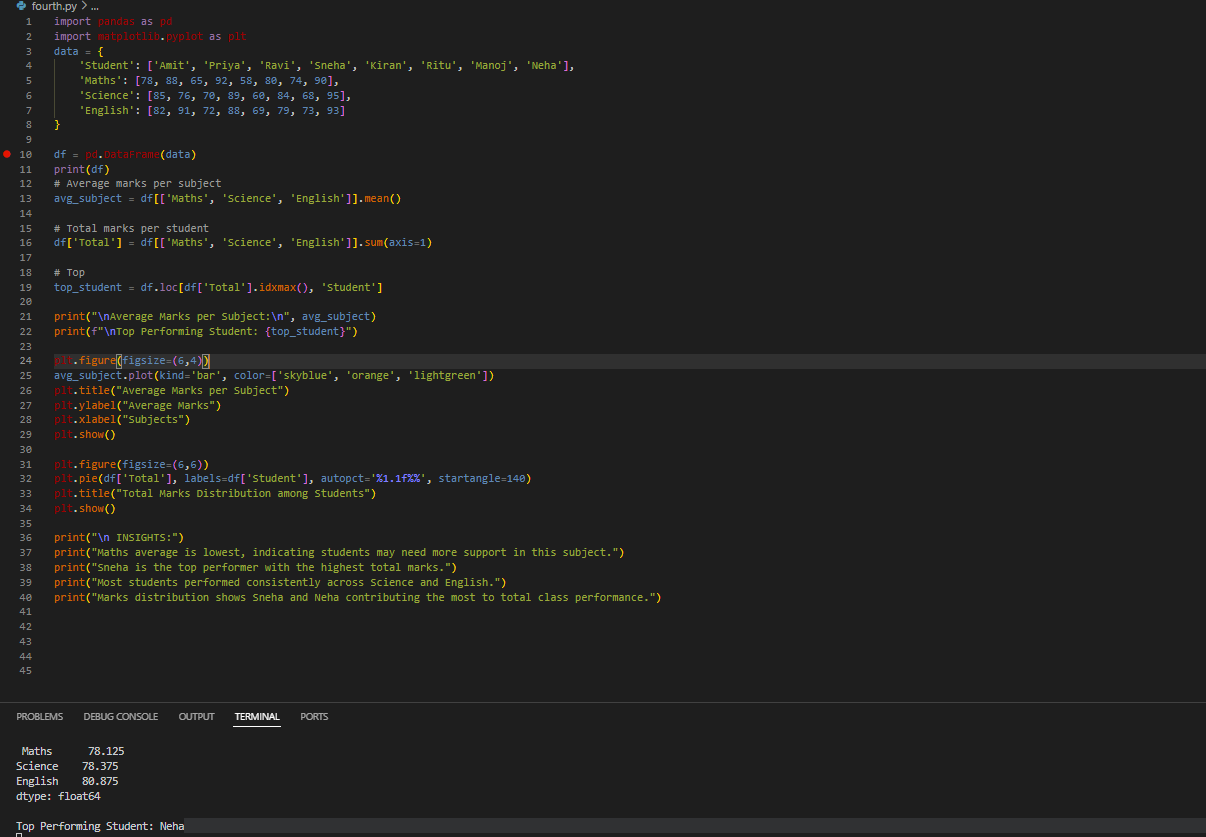 fourth.py > ...
1 import pandas as pd
2 import matplotlib.pyplot as plt
3 data = {
4     'Student': ['Amit', 'Priya', 'Ravi', 'Sneha', 'Kiran', 'Ritu', 'Manoj', 'Neha'],
5     'Maths': [78, 88, 65, 92, 58, 80, 74, 90],
6     'Science': [85, 76, 70, 89, 60, 84, 68, 95],
7     'English': [82, 91, 72, 88, 69, 79, 73, 93]
8 }
9
10 df = pd.DataFrame(data)
11 print(df)
12 # Average marks per subject
13 avg_subject = df[['Maths', 'Science', 'English']].mean()
14
15 # Total marks per student
16 df['Total'] = df[['Maths', 'Science', 'English']].sum(axis=1)
17
18 # Top
19 top_student = df.loc[df['Total'].idxmax(), 'Student']
20
21 print("\nAverage Marks per Subject:\n", avg_subject)
22 print(f"\nTop Performing Student: {top_student}")
23
24 plt.figure(figsize=(6,4))
25 avg_subject.plot(kind='bar', color=['skyblue', 'orange', 'lightgreen'])
26 plt.title("Average Marks per Subject")
27 plt.ylabel("Average Marks")
28 plt.xlabel("Subjects")
29 plt.show()
30
31 plt.figure(figsize=(6,6))
32 plt.pie(df['Total'], labels=df['Student'], autopct='%1.1f%%', startangle=140)
33 plt.title("Total Marks Distribution among Students")
34 plt.show()
35
36 print("\n INSIGHTS:")
37 print("Maths average is lowest, indicating students may need more support in this subject.")
38 print("Sneha is the top performer with the highest total marks.")
39 print("Most students performed consistently across Science and English.")
40 print("Marks distribution shows Sneha and Neha contributing the most to total class performance.")
41
42
43
44
45
PROBLEMS DEBUG CONSOLE OUTPUT TERMINAL PORTS
Maths 78.125
Science 78.375
English 80.875
dtype: float64
Top Performing Student: Neha